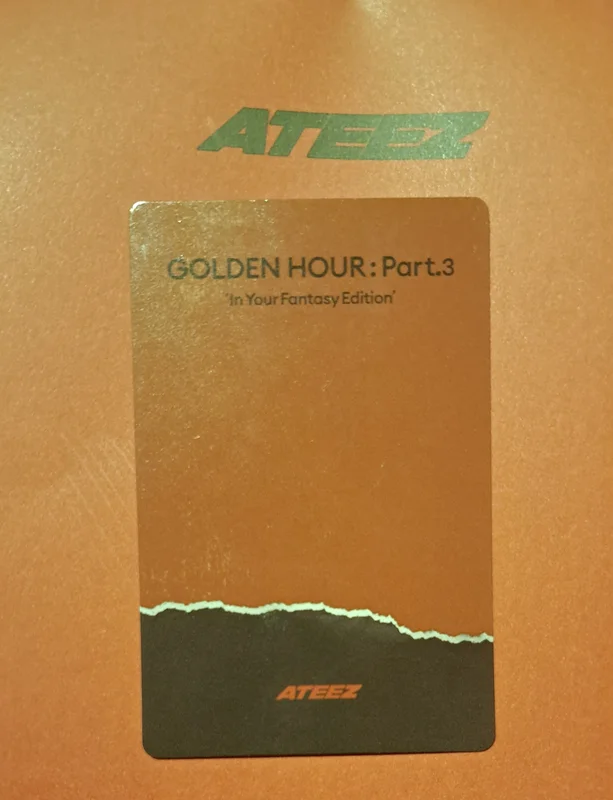 ATEEZ
GOLDEN HOUR : Part.3
'In Your Fantasy Edition'
ATEEZ